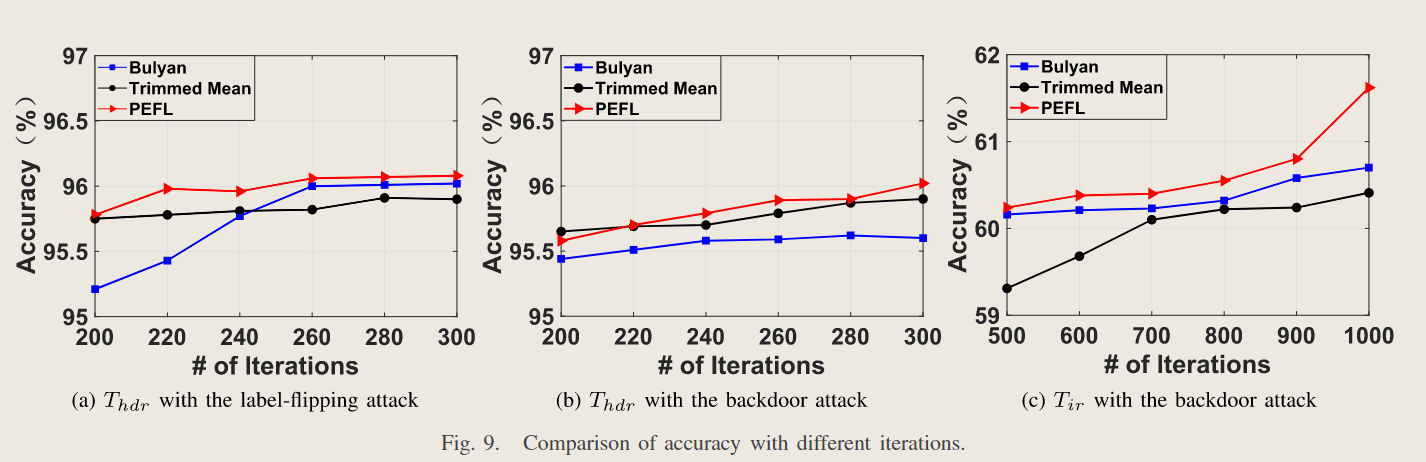 97
96.5
96
95.5
95
Accuracy (%)
Bulyan
Trimmed Mean
PEFL
200 220 240 260 280 300
# of Iterations
(a) T_hdr with the label-flipping attack
97
96.5
96
95.5
95
Accuracy (%)
Bulyan
Trimmed Mean
PEFL
200 220 240 260 280 300
# of Iterations
(b) T_hdr with the backdoor attack
62
61
60
59
Accuracy (%)
Bulyan
Trimmed Mean
PEFL
500 600 700 800 900 1000
# of Iterations
(c) T_ir with the backdoor attack
Fig. 9. Comparison of accuracy with different iterations.